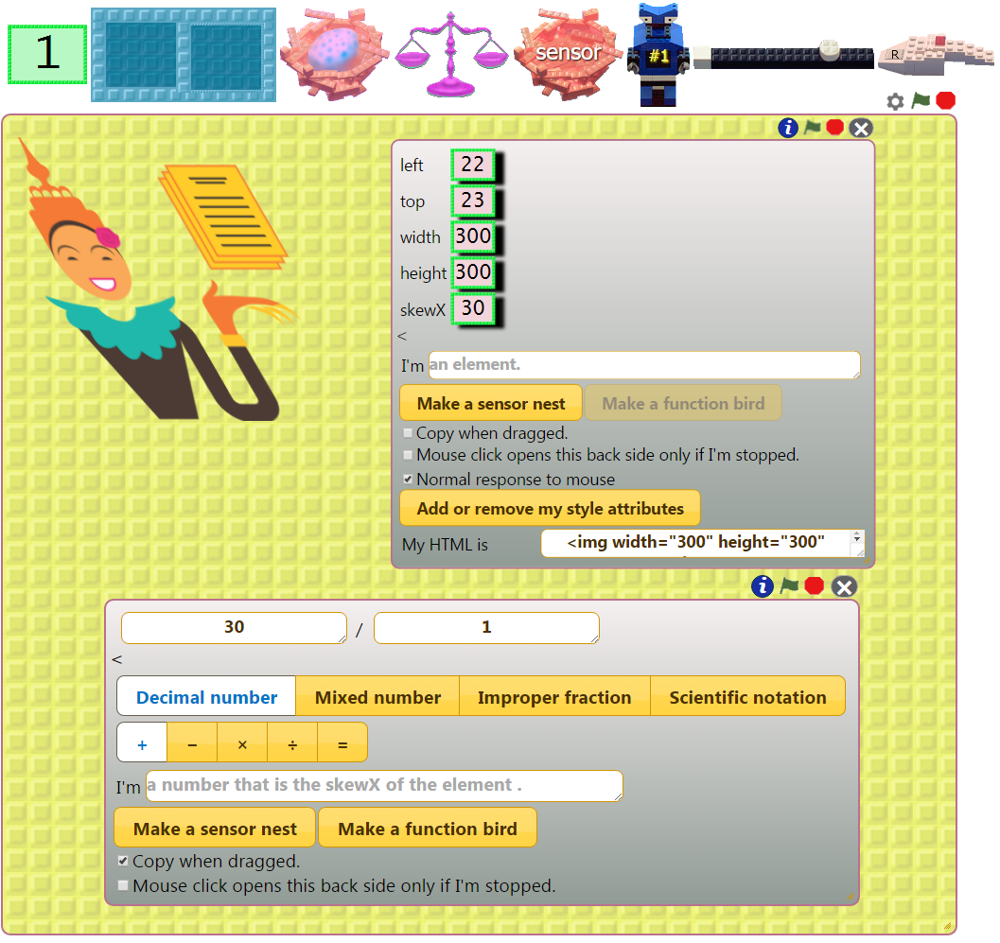 1
sensor
#1
R
i
i
left 22
top 23
width 300
height 300
skewX 30
<
I'm an element.
Make a sensor nest Make a function bird
Copy when dragged.
Mouse click opens this back side only if I'm stopped.
Normal response to mouse
Add or remove my style attributes
My HTML is <img width="300" height="300"
30 / 1
<
Decimal number Mixed number Improper fraction Scientific notation
+ − × ÷ =
I'm a number that is the skewX of the element .
Make a sensor nest Make a function bird
Copy when dragged.
Mouse click opens this back side only if I'm stopped.